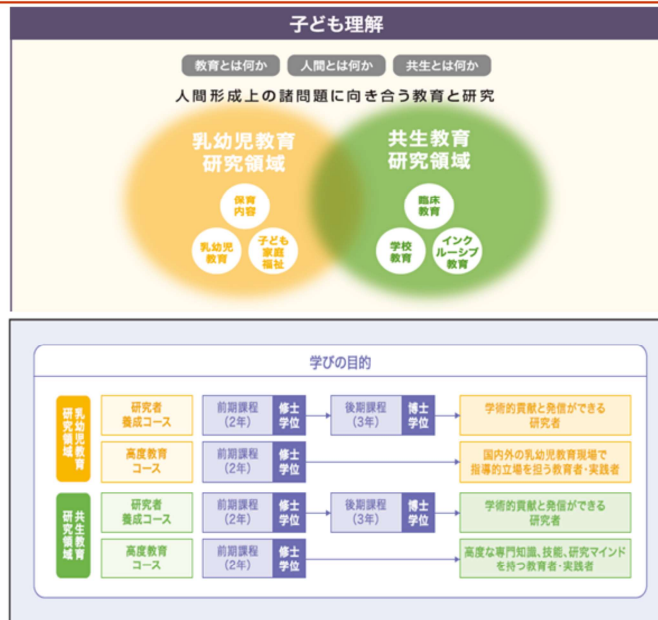 子ども理解
教育とは何か 人間とは何か 共生とは何か
人間形成上の諸問題に向き合う教育と研究
乳幼児教育
研究領域
保育
内容
乳幼児
教育
子ども
家庭
福祉
共生教育
研究領域
臨床
教育
学校
教育
インク
ルーシブ
教育
学びの目的
乳幼児教育
研究領域
研究者
養成コース
前期課程
(2年)
修士
学位
後期課程
(3年)
博士
学位
学術的貢献と発信ができる
研究者
高度教育
コース
前期課程
(2年)
修士
学位
国内外の乳幼児教育現場で
指導的立場を担う教育者・実践者
共生教育
研究領域
研究者
養成コース
前期課程
(2年)
修士
学位
後期課程
(3年)
博士
学位
学術的貢献と発信ができる
研究者
高度教育
コース
前期課程
(2年)
修士
学位
高度な専門知識、技能、研究マインド
を持つ教育者・実践者